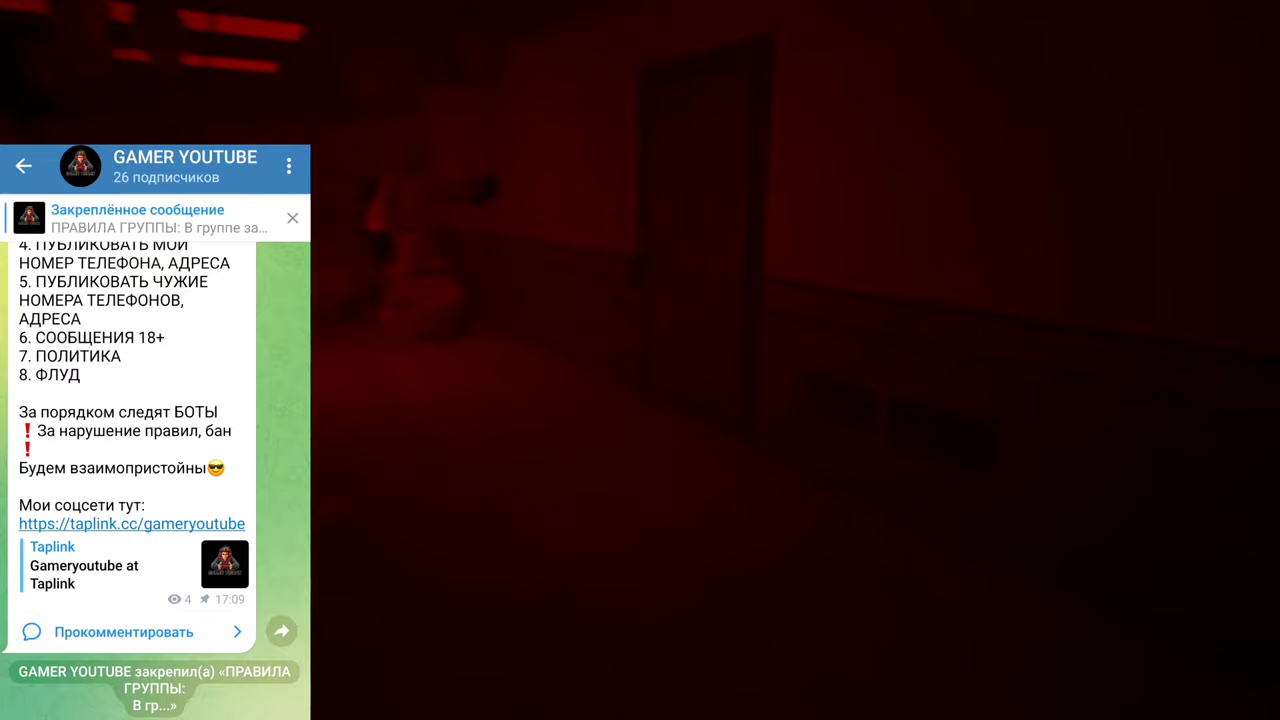 GAMER YOUTUBE
26 подписчиков
Закреплённое сообщение
ПРАВИЛА ГРУППЫ: В группе за...
4. ПУБЛИКОВАТЬ МОЙ
НОМЕР ТЕЛЕФОНА, АДРЕСА
5. ПУБЛИКОВАТЬ ЧУЖИЕ
НОМЕРА ТЕЛЕФОНОВ,
АДРЕСА
6. СООБЩЕНИЯ 18+
7. ПОЛИТИКА
8. ФЛУД
За порядком следят БОТЫ
❗За нарушение правил, бан
❗
Будем взаимопристойны😎
Мои соцсети тут:
https://taplink.cc/gameryoutube
Taplink
Gameryoutube at
Taplink
4 17:09
Прокомментировать
GAMER YOUTUBE закрепил(а) «ПРАВИЛА
ГРУППЫ:
В гр...»